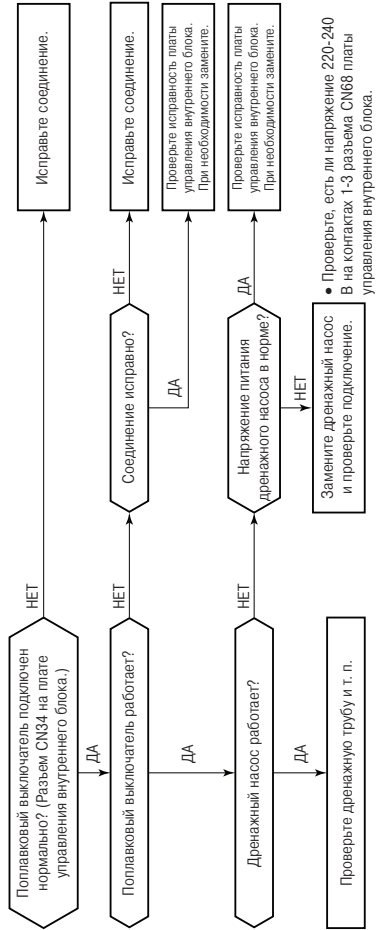 Поплавковый выключатель подключен
нормально? (Разъем CN34 на плате
управления внутреннего блока.)
НЕТ
Исправьте соединение.
ДА
Поплавковый выключатель работает?
НЕТ
Соединение исправно?
НЕТ
Исправьте соединение.
ДА
Проверьте исправность платы
управления внутреннего блока.
При необходимости замените.
ДА
Дренажный насос работает?
НЕТ
Напряжение питания
дренажного насоса в норме?
ДА
Проверьте исправность платы
управления внутреннего блока.
При необходимости замените.
НЕТ
ДА
Проверьте дренажную трубу и т. п.
Замените дренажный насос
и проверьте подключение.
• Проверьте, есть ли напряжение 220-240
В на контактах 1-3 разъема CN68 платы
управления внутреннего блока.